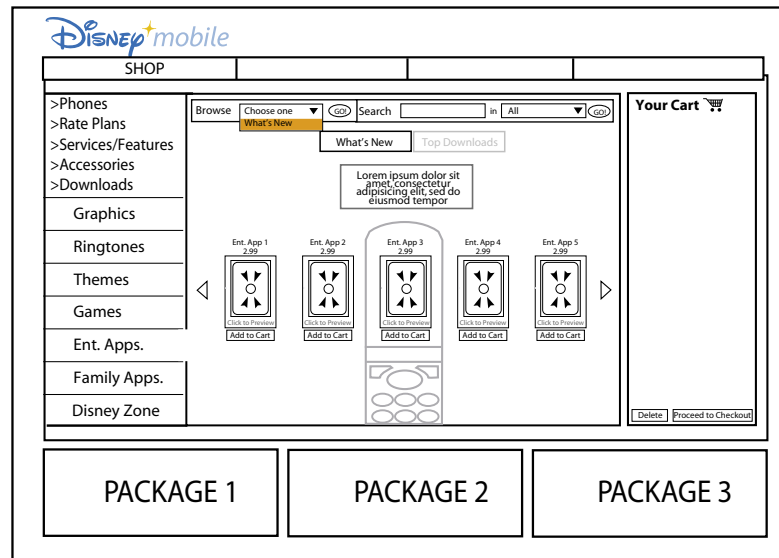 Disney mobile
SHOP
>Phones
>Rate Plans
>Services/Features
>Accessories
>Downloads
Graphics
Ringtones
Themes
Games
Ent. Apps.
Family Apps.
Disney Zone
Browse Choose one GO! Search in All GO!
What's New
What's New Top Downloads
Lorem ipsum dolor sit
amet, consectetur
adipisicing elit, sed do
eiusmod tempor
Ent. App 1
2.99
Click to Preview
Add to Cart
Ent. App 2
2.99
Click to Preview
Add to Cart
Ent. App 3
2.99
Click to Preview
Add to Cart
Ent. App 4
2.99
Click to Preview
Add to Cart
Ent. App 5
2.99
Click to Preview
Add to Cart
Your Cart
Delete Proceed to Checkout
PACKAGE 1
PACKAGE 2
PACKAGE 3